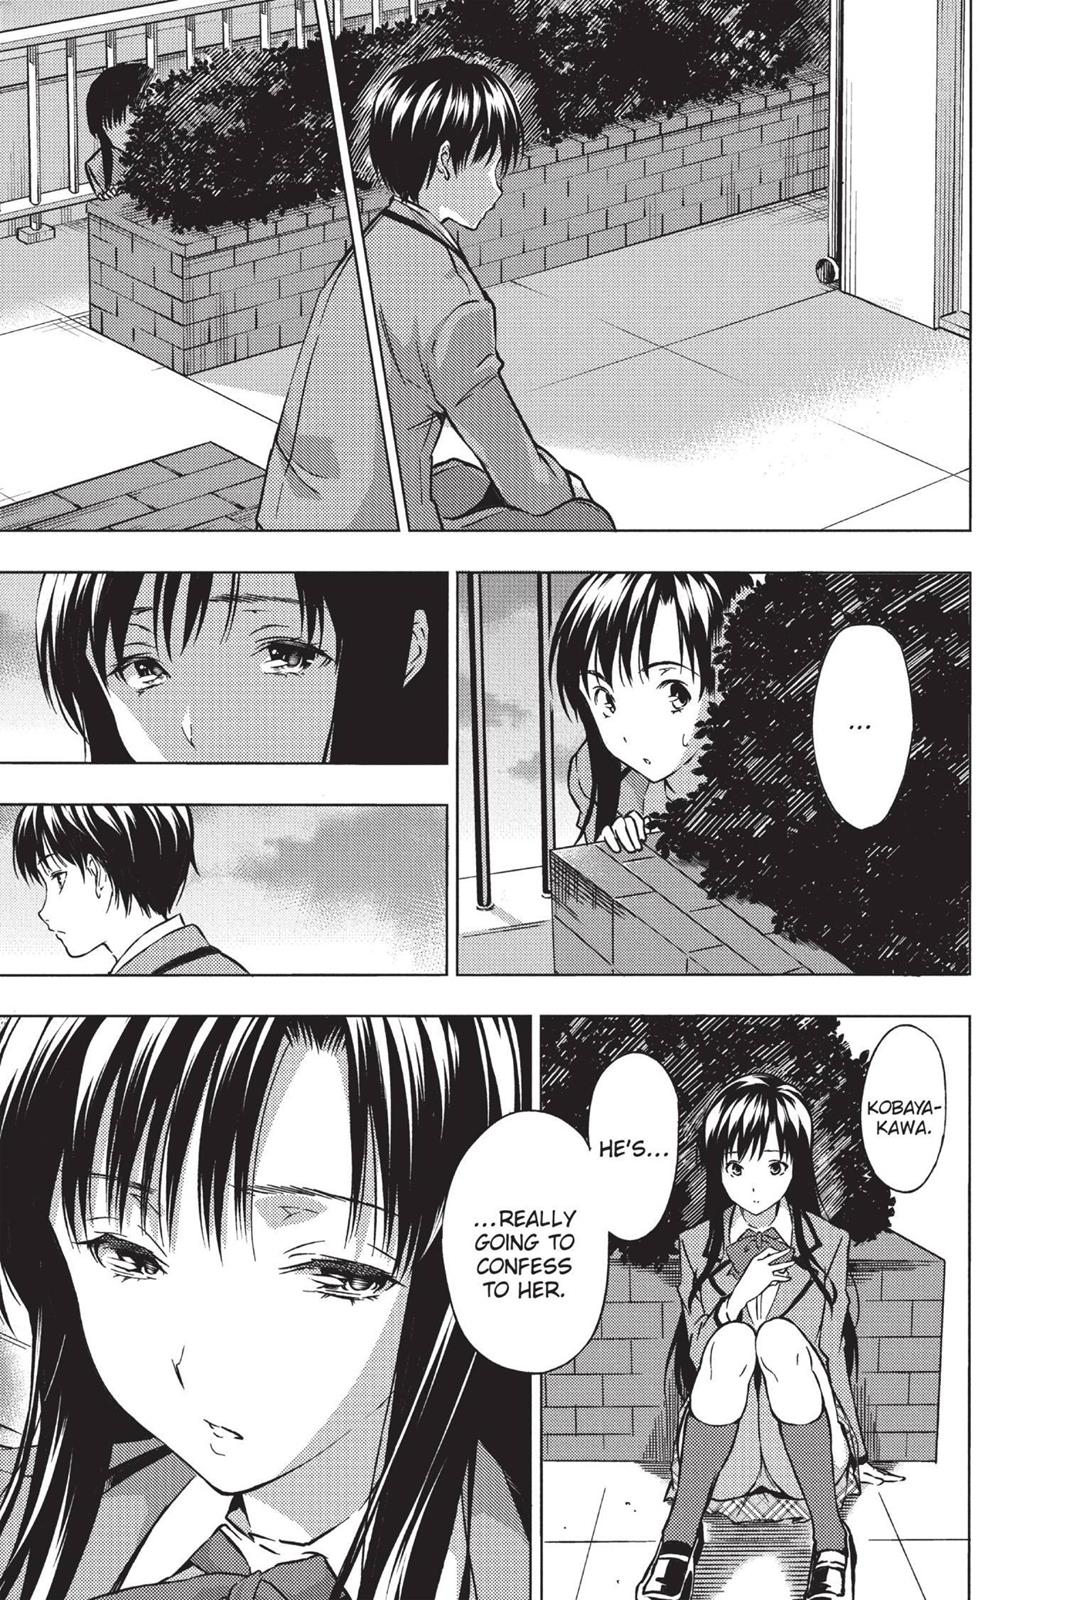 ...
KOBAYA-
KAWA.
HE'S...
...REALLY
GOING TO
CONFESS
TO HER.